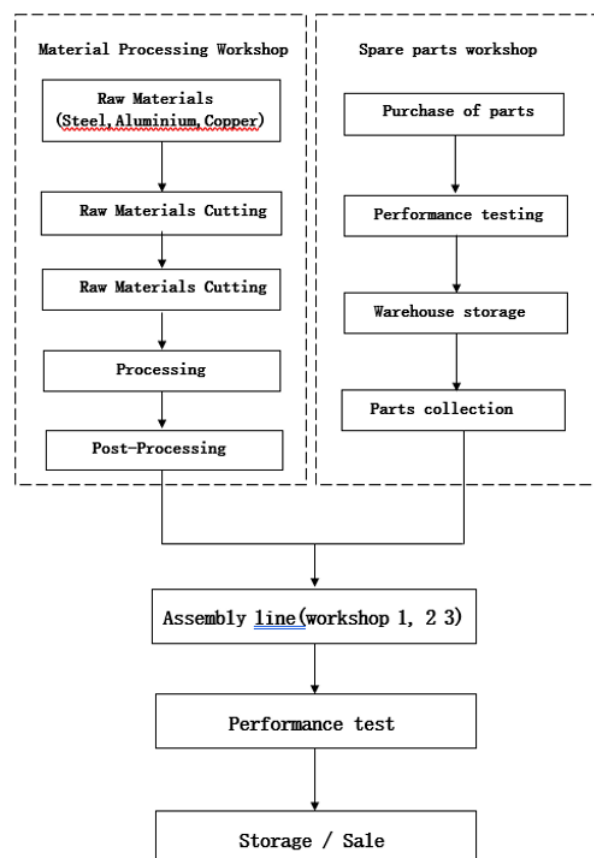 Material Processing Workshop
Raw Materials
(Steel,Aluminium,Copper)
Raw Materials Cutting
Raw Materials Cutting
Processing
Post-Processing
Spare parts workshop
Purchase of parts
Performance testing
Warehouse storage
Parts collection
Assembly line(workshop 1, 2 3)
Performance test
Storage / Sale